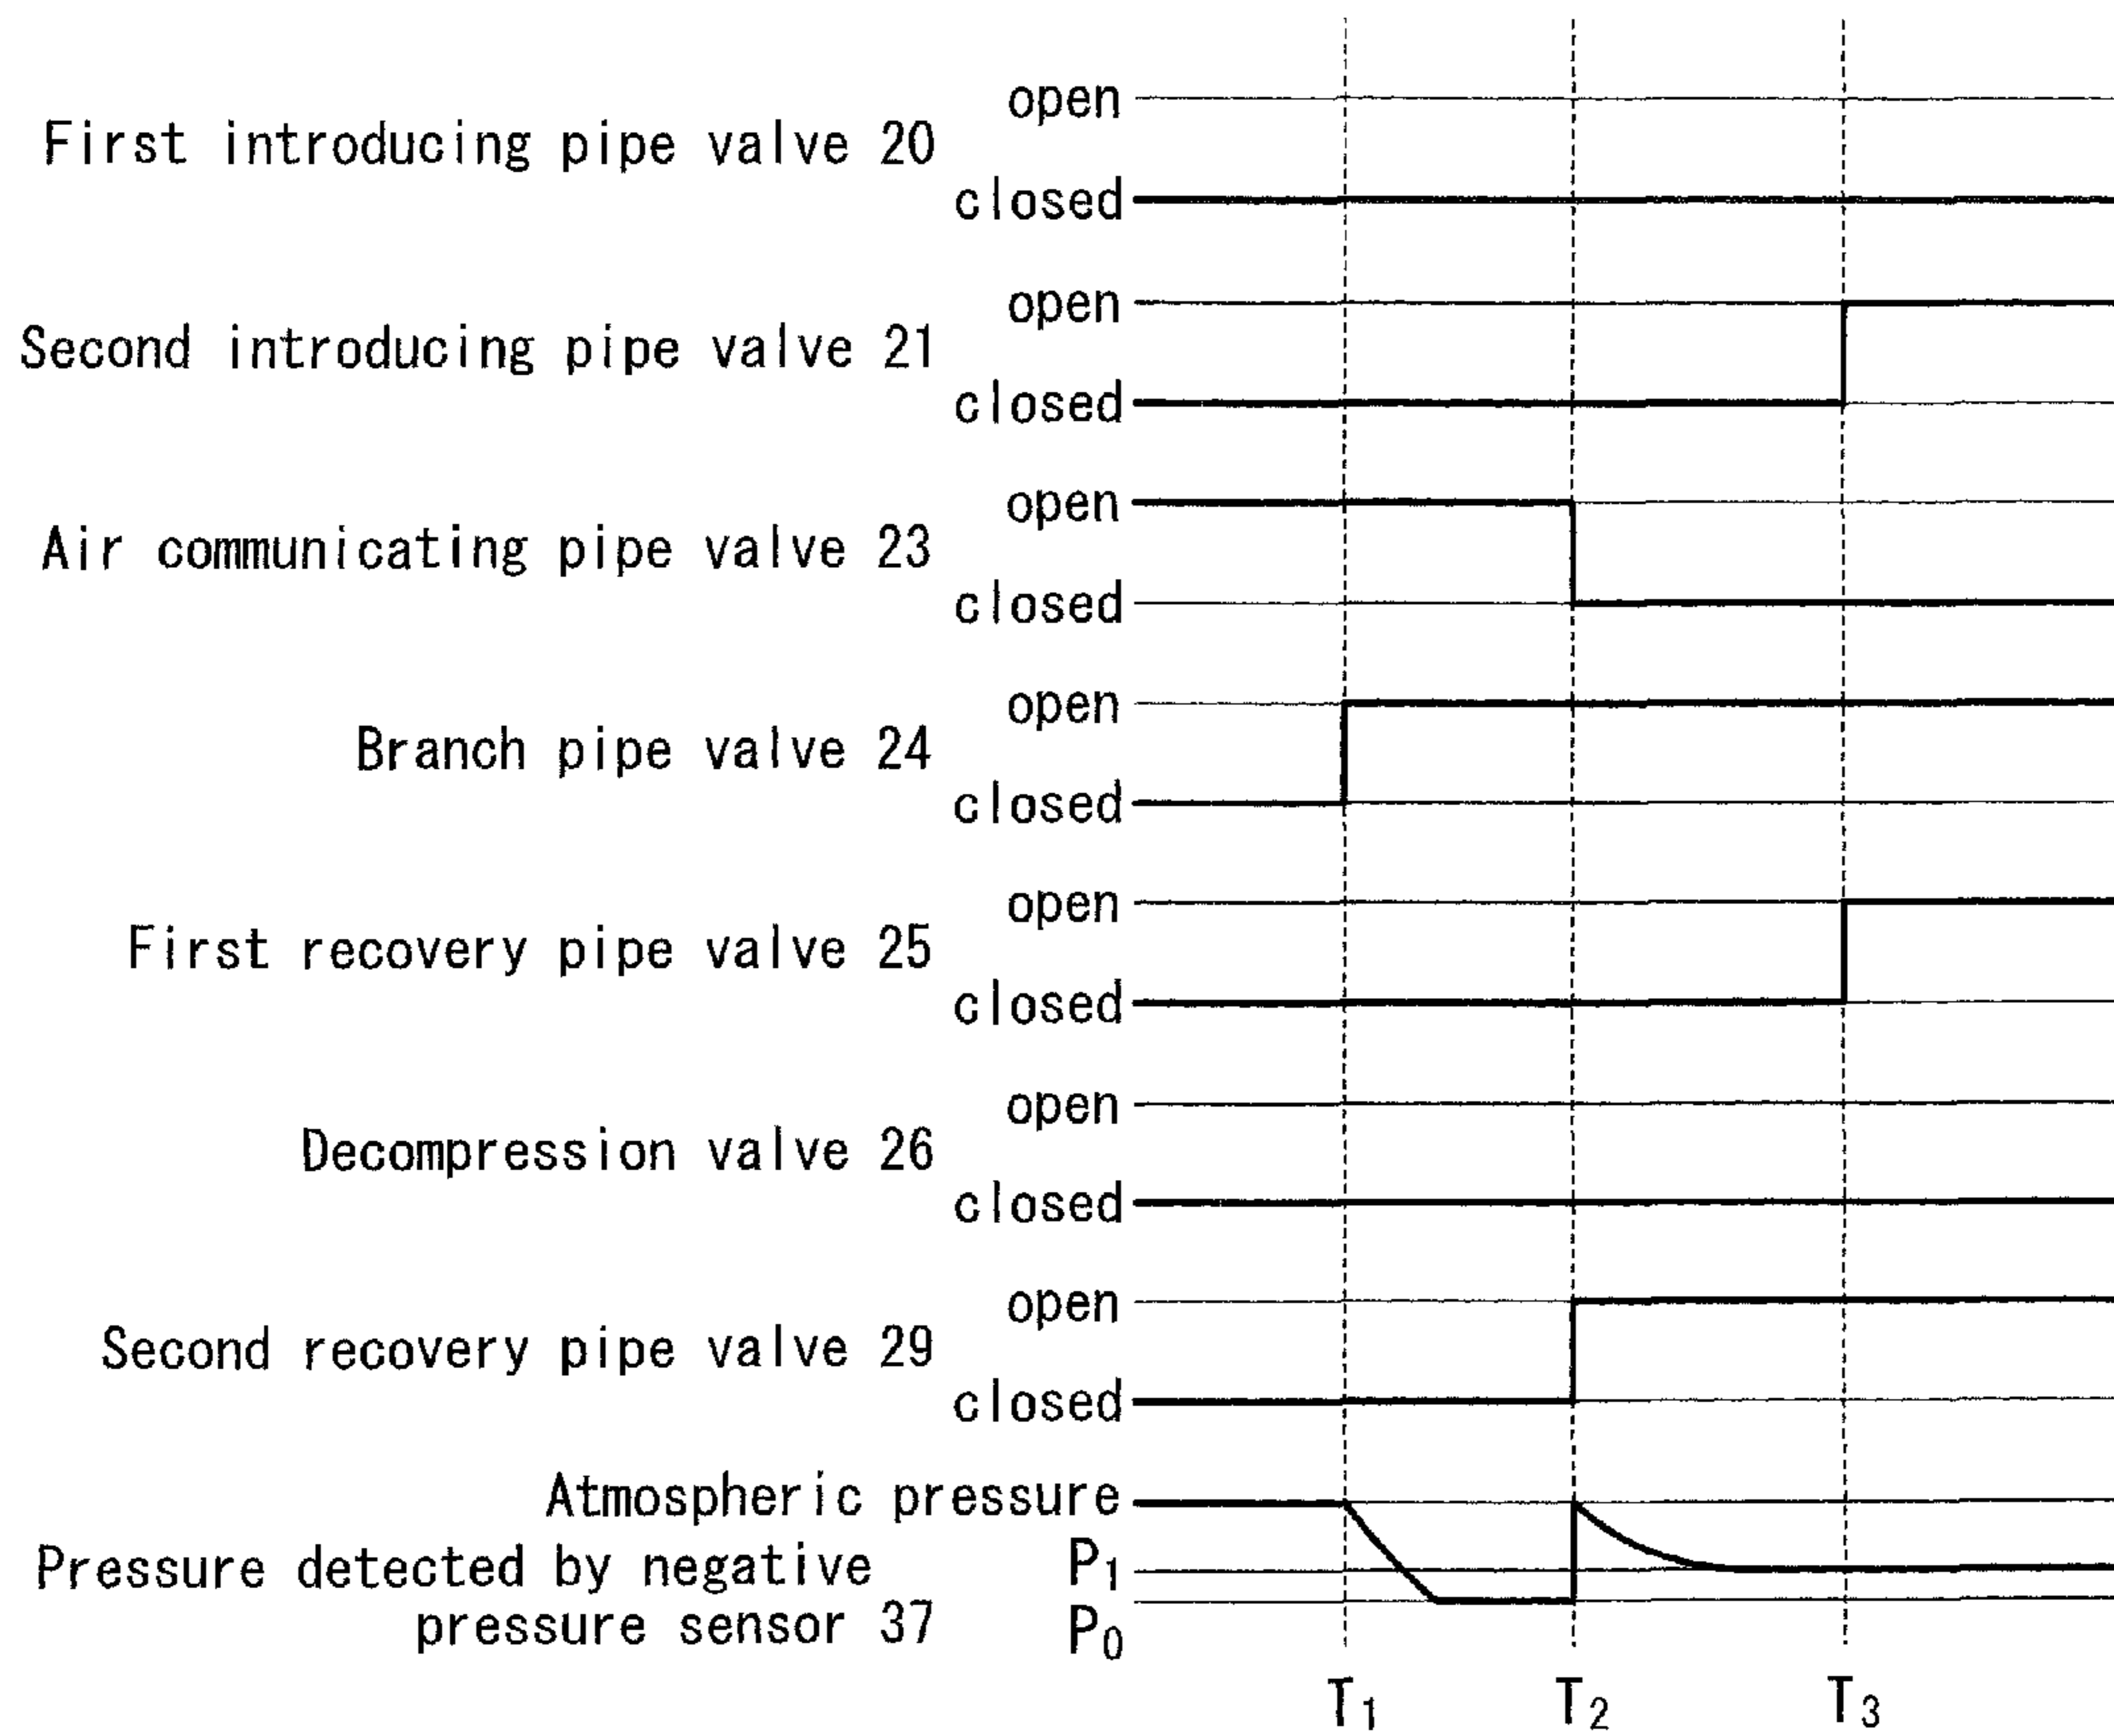 open
First introducing pipe valve 20
closed
open
Second introducing pipe valve 21
closed
open
Air communicating pipe valve 23
closed
open
Branch pipe valve 24
closed
open
First recovery pipe valve 25
closed
open
Decompression valve 26
closed
open
Second recovery pipe valve 29
closed
Atmospheric pressure
Pressure detected by negative P1
pressure sensor 37 P0
T1 T2 T3